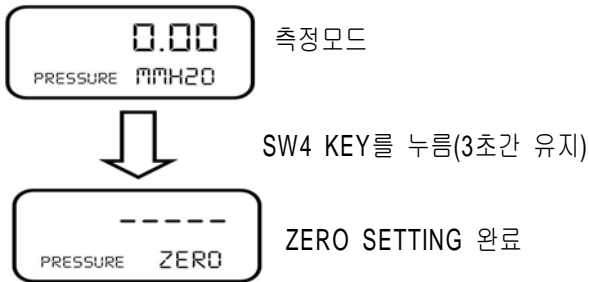 0.00
측정모드
PRESSURE MMH20
SW4 KEY를 누름(3초간 유지)
-----
ZERO SETTING 완료
PRESSURE ZERO